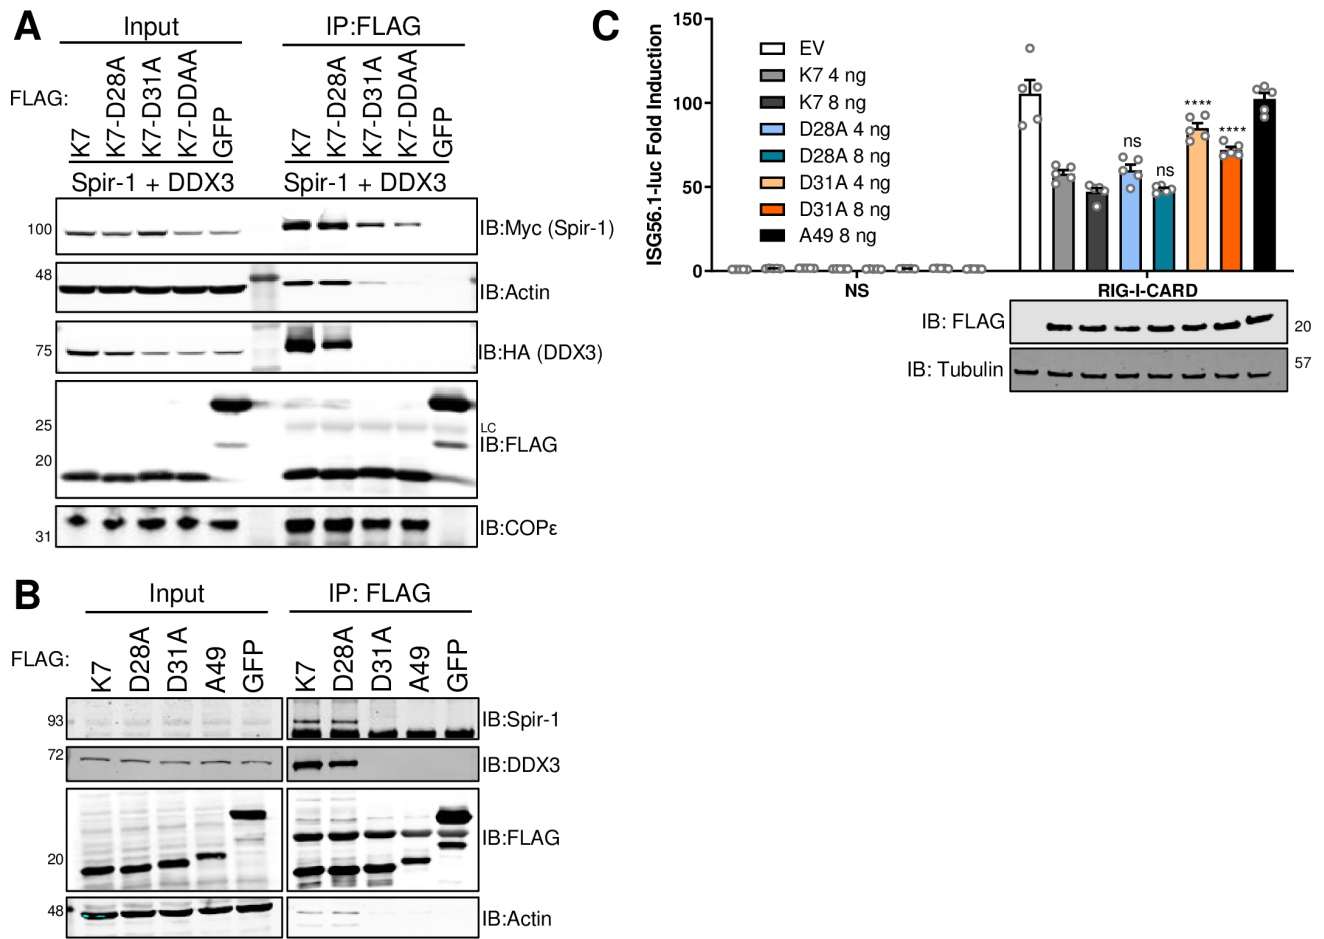 A
Input
IP:FLAG
FLAG:
K7
K7-D28A
K7-D31A
K7-DDAA
GFP
K7
K7-D28A
K7-D31A
K7-DDAA
GFP
Spir-1 + DDX3
Spir-1 + DDX3
100
IB:Myc (Spir-1)
48
IB:Actin
75
IB:HA (DDX3)
25
LC
IB:FLAG
20
IB:COPε
31
B
Input
IP: FLAG
FLAG:
K7
D28A
D31A
A49
GFP
K7
D28A
D31A
A49
GFP
93
IB:Spir-1
72
IB:DDX3
IB:FLAG
20
48
IB:Actin
C
ISG56.1-luc Fold Induction
150
100
50
0
EV
K7 4 ng
K7 8 ng
D28A 4 ng
D28A 8 ng
D31A 4 ng
D31A 8 ng
A49 8 ng
ns
ns
****
****
NS
RIG-I-CARD
IB: FLAG
20
IB: Tubulin
57